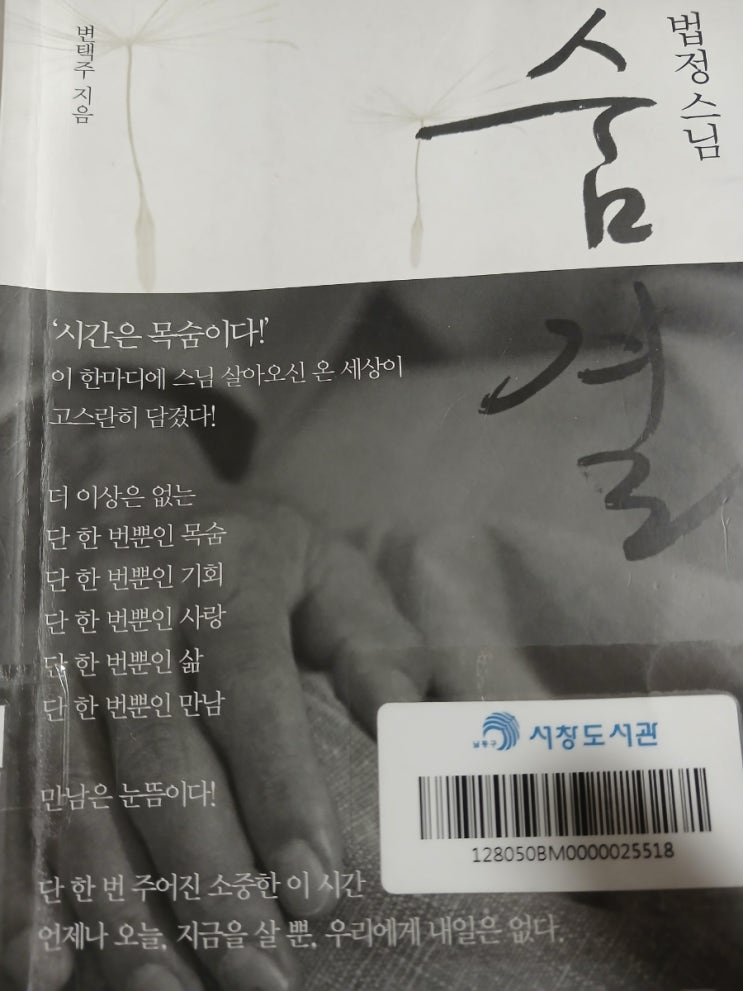 법정 스님
숨결
변택주 지음
‘시간은 목숨이다!’
이 한마디에 스님 살아오신 온 세상이
고스란히 담겼다!
더 이상은 없는
단 한 번뿐인 목숨
단 한 번뿐인 기회
단 한 번뿐인 사랑
단 한 번뿐인 삶
단 한 번뿐인 만남
만남은 눈뜸이다!
단 한 번 주어진 소중한 이 시간
언제나 오늘, 지금을 살 뿐, 우리에게 내일은 없다.
남동구 서창도서관
128050BM0000025518